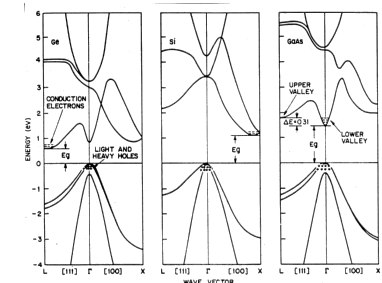 Ge
Si
GaAs
ENERGY (eV)
6
5
4
3
2
1
0
-1
-2
-3
-4
CONDUCTION
ELECTRONS
Eg
LIGHT AND
HEAVY HOLES
Eg
UPPER
VALLEY
ΔE=0.31
LOWER
VALLEY
Eg
L [111] Γ [100] X
L [111] Γ [100] X
L [111] Γ [100] X
WAVE VECTOR